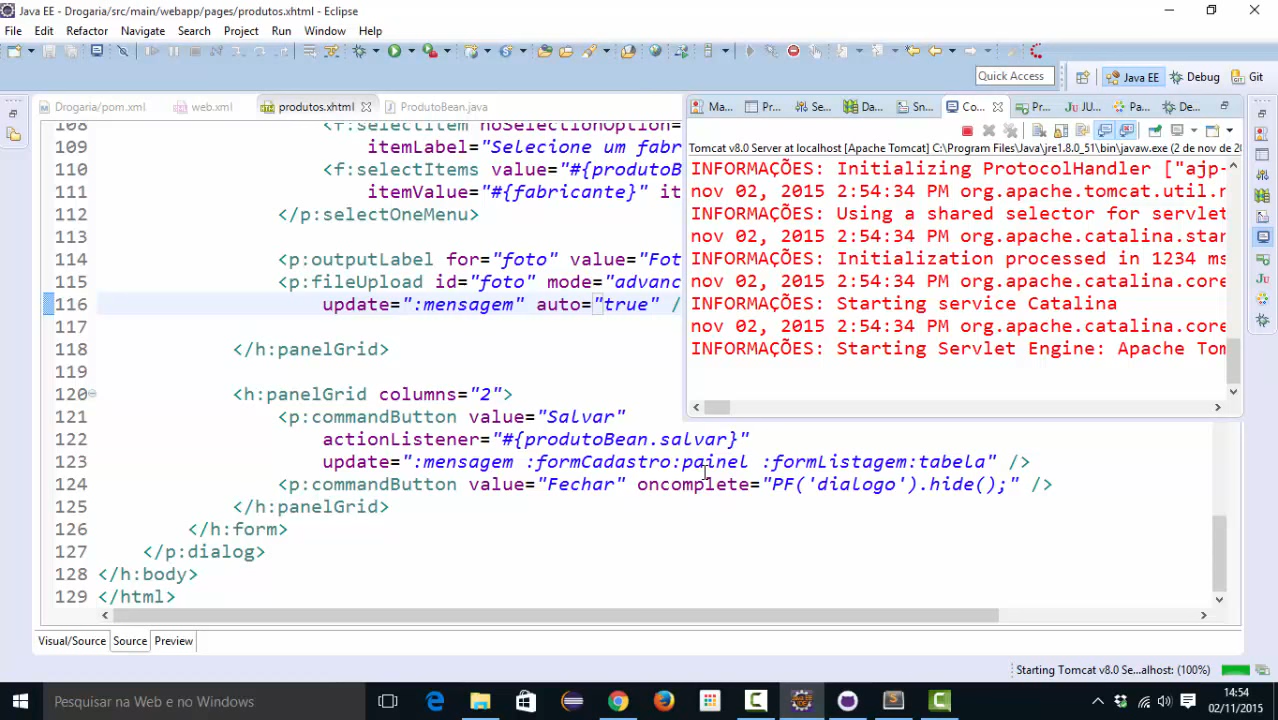 Java EE - Drogaria/src/main/webapp/pages/produtos.xhtml - Eclipse
File Edit Refactor Navigate Search Project Run Window Help
Quick Access Java EE Debug Git
Drogaria/pom.xml web.xml produtos.xhtml ProdutoBean.java
Ma... Pr... Se... Da... Sn... Co... Pr... JU... Pa... De...
Tomcat v8.0 Server at localhost [Apache Tomcat] C:\Program Files\Java\jre1.8.0_51\bin\javaw.exe (2 de nov de 20
INFORMAÇÕES: Initializing ProtocolHandler ["ajp-
nov 02, 2015 2:54:34 PM org.apache.tomcat.util.n
INFORMAÇÕES: Using a shared selector for servlet
nov 02, 2015 2:54:34 PM org.apache.catalina.star
INFORMAÇÕES: Initialization processed in 1234 ms
nov 02, 2015 2:54:34 PM org.apache.catalina.core
INFORMAÇÕES: Starting service Catalina
nov 02, 2015 2:54:34 PM org.apache.catalina.core
INFORMAÇÕES: Starting Servlet Engine: Apache Tom
108 <f:selectItem noSelectionOption=
109 itemLabel="Selecione um fab
110 <f:selectItems value="#{produtoB
111 itemValue="#{fabricante}" it
112 </p:selectOneMenu>
113
114 <p:outputLabel for="foto" value="Fot
115 <p:fileUpload id="foto" mode="advanc
116 update=":mensagem" auto="true" /
117
118 </h:panelGrid>
119
120 <h:panelGrid columns="2">
121 <p:commandButton value="Salvar"
122 actionListener="#{produtoBean.salvar}"
123 update=":mensagem :formCadastro:painel :formListagem:tabela" />
124 <p:commandButton value="Fechar" oncomplete="PF('dialogo').hide();" />
125 </h:panelGrid>
126 </h:form>
127 </p:dialog>
128 </h:body>
129 </html>
Visual/Source Source Preview
Starting Tomcat v8.0 Se...alhost: (100%)
Pesquisar na Web e no Windows
14:54
02/11/2015